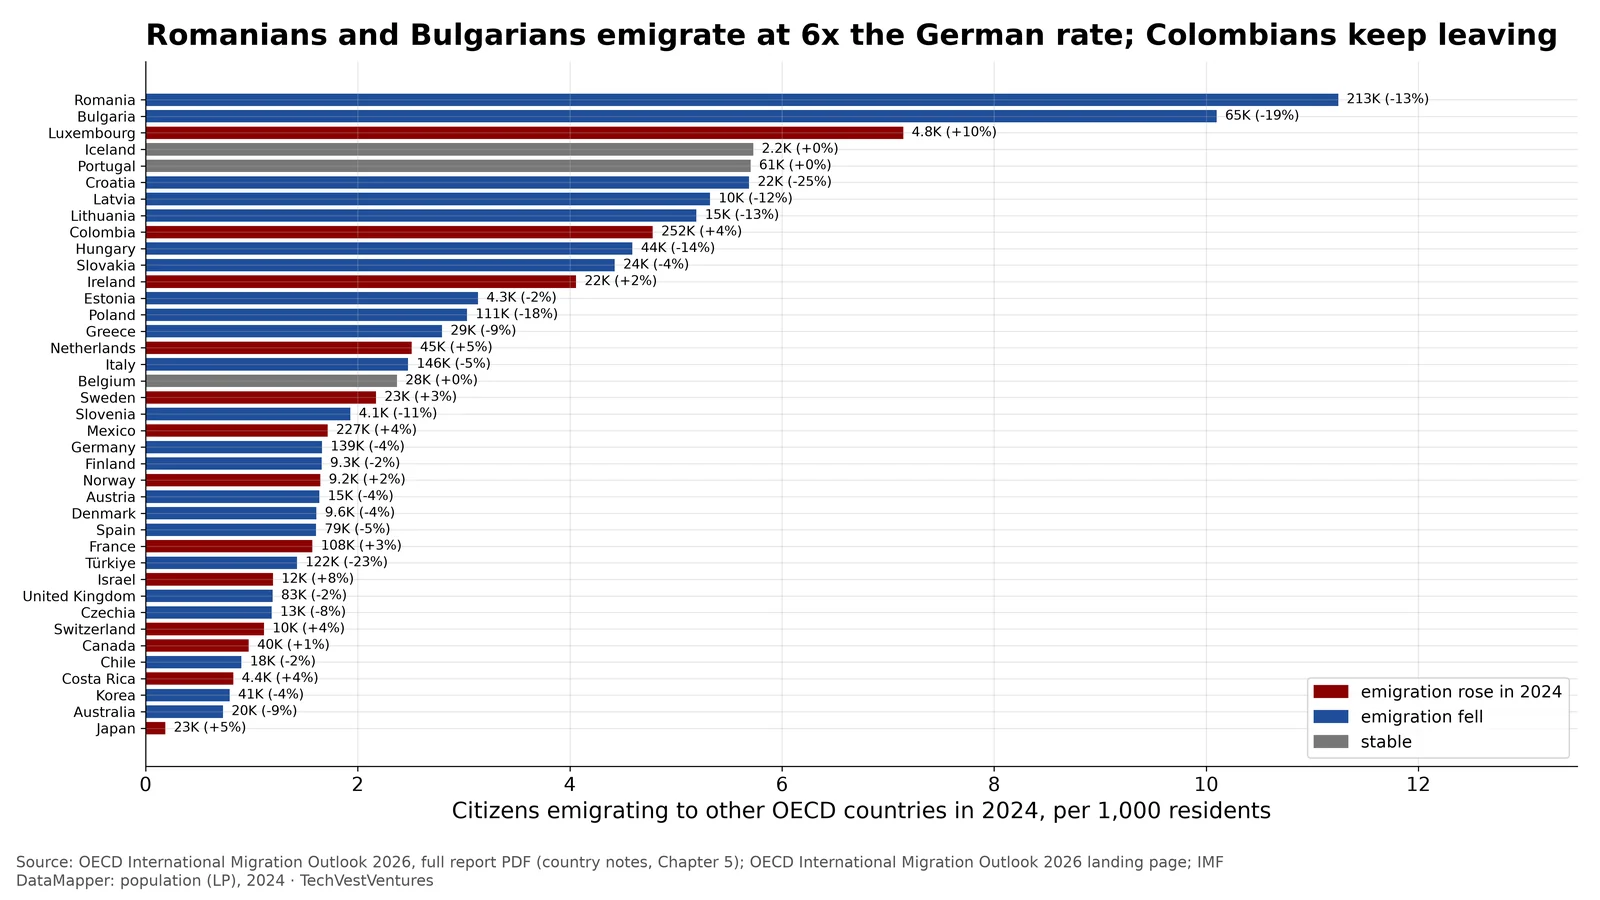 Romanians and Bulgarians emigrate at 6x the German rate; Colombians keep leaving
Romania 213K (-13%)
Bulgaria 65K (-19%)
Luxembourg 4.8K (+10%)
Iceland 2.2K (+0%)
Portugal 61K (+0%)
Croatia 22K (-25%)
Latvia 10K (-12%)
Lithuania 15K (-13%)
Colombia 252K (+4%)
Hungary 44K (-14%)
Slovakia 24K (-4%)
Ireland 22K (+2%)
Estonia 4.3K (-2%)
Poland 111K (-18%)
Greece 29K (-9%)
Netherlands 45K (+5%)
Italy 146K (-5%)
Belgium 28K (+0%)
Sweden 23K (+3%)
Slovenia 4.1K (-11%)
Mexico 227K (+4%)
Germany 139K (-4%)
Finland 9.3K (-2%)
Norway 9.2K (+2%)
Austria 15K (-4%)
Denmark 9.6K (-4%)
Spain 79K (-5%)
France 108K (+3%)
Türkiye 122K (-23%)
Israel 12K (+8%)
United Kingdom 83K (-2%)
Czechia 13K (-8%)
Switzerland 10K (+4%)
Canada 40K (+1%)
Chile 18K (-2%)
Costa Rica 4.4K (+4%)
Korea 41K (-4%)
Australia 20K (-9%)
Japan 23K (+5%)
emigration rose in 2024
emigration fell
stable
0 2 4 6 8 10 12
Citizens emigrating to other OECD countries in 2024, per 1,000 residents
Source: OECD International Migration Outlook 2026, full report PDF (country notes, Chapter 5); OECD International Migration Outlook 2026 landing page; IMF
DataMapper: population (LP), 2024 · TechVestVentures